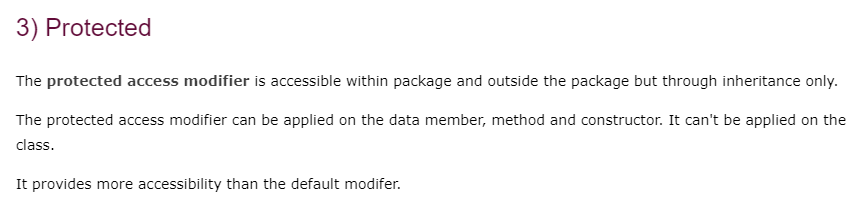 3) Protected
The protected access modifier is accessible within package and outside the package but through inheritance only.
The protected access modifier can be applied on the data member, method and constructor. It can't be applied on the
class.
It provides more accessibility than the default modifer.